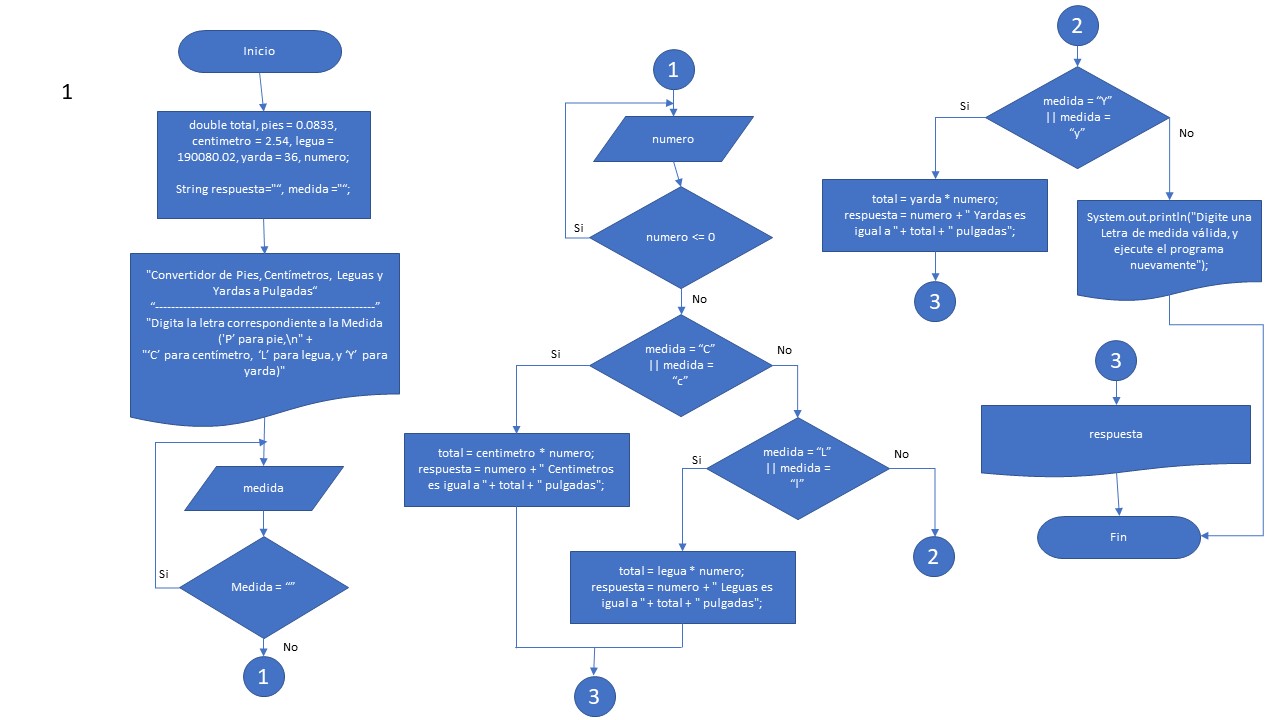 1
Inicio
double total, pies = 0.0833,
centimetro = 2.54, legua =
190080.02, yarda = 36, numero;
String respuesta="“, medida ="“;
"Convertidor de Pies, Centímetros, Leguas y
Yardas a Pulgadas“
“-------------------------------------------------------”
"Digita la letra correspondiente a la Medida
('P’ para pie,\n" +
"‘C’ para centímetro, ‘L’ para legua, y ‘Y’ para
yarda)"
medida
Medida = “”
Si
No
1
1
numero
numero <= 0
Si
No
medida = “C”
|| medida =
“c”
Si
No
total = centimetro * numero;
respuesta = numero + " Centimetros
es igual a " + total + " pulgadas";
medida = “L”
|| medida =
“l”
Si
No
total = legua * numero;
respuesta = numero + " Leguas es
igual a " + total + " pulgadas";
2
3
2
medida = “Y”
|| medida =
“y”
Si
No
total = yarda * numero;
respuesta = numero + " Yardas es
igual a " + total + " pulgadas";
3
System.out.println("Digite una
Letra de medida válida, y
ejecute el programa
nuevamente");
3
respuesta
Fin